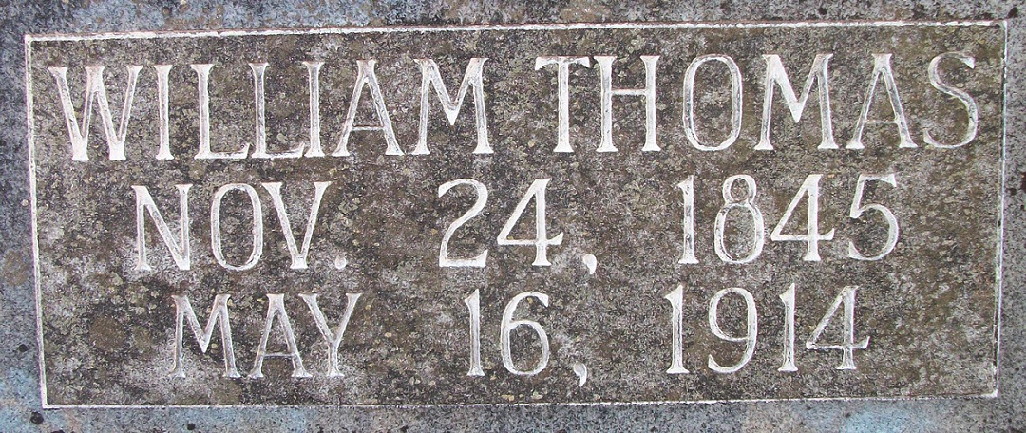 WILLIAM THOMAS
NOV. 24, 1845
MAY 16, 1914